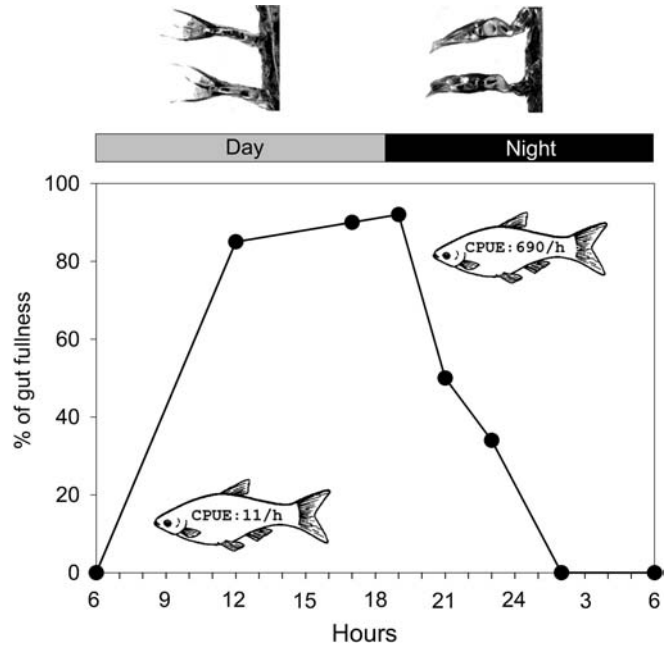 Day Night
100
80
60
40
20
0
% of gut fullness
CPUE:690/h
CPUE:11/h
6 9 12 15 18 21 24 3 6
Hours